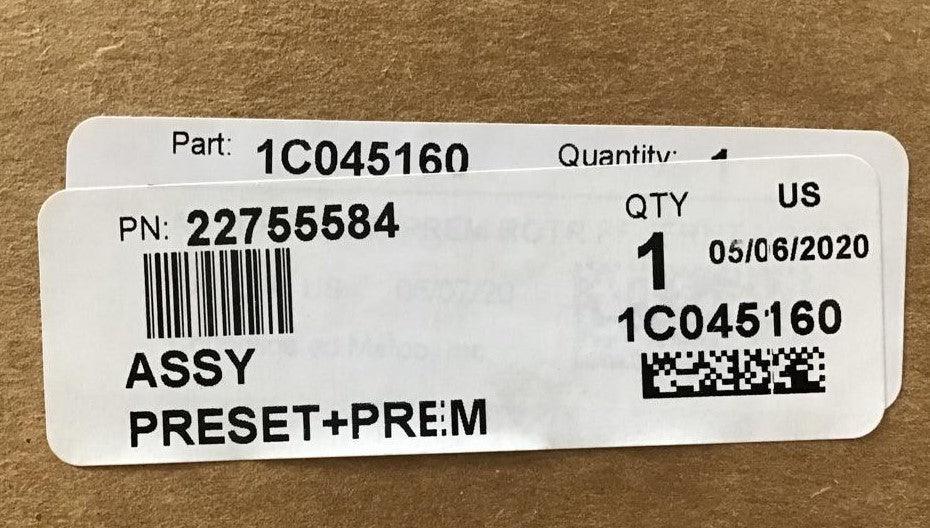 Part: 1C045160 Quantity: 1
PN: 22755584
ASSY
PRESET+PREM
QTY US
1 05/06/2020
1C045160